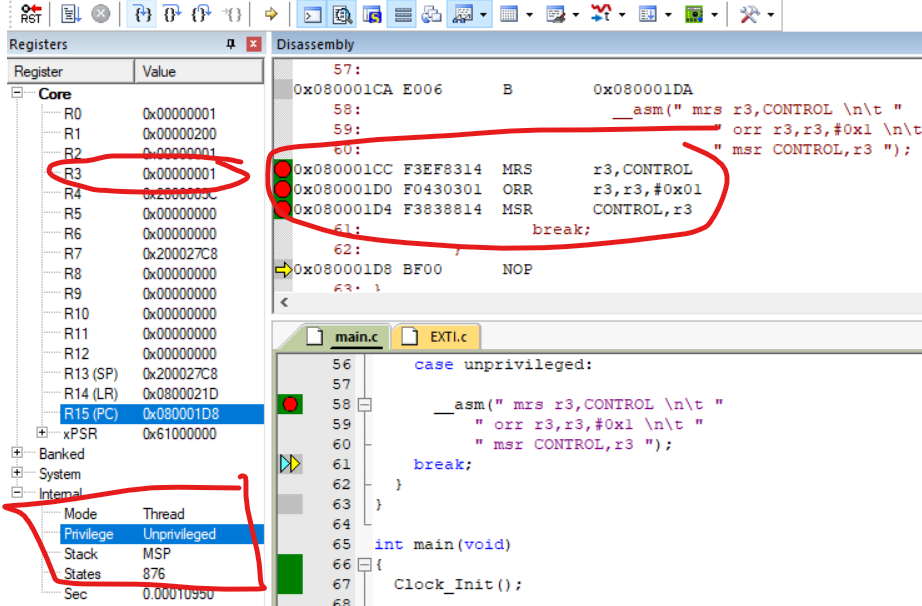 RST
Registers
Register Value
Core
R0 0x00000001
R1 0x00000200
R2 0x00000001
R3 0x00000001
R4 0x2000005C
R5 0x00000000
R6 0x00000000
R7 0x200027C8
R8 0x00000000
R9 0x00000000
R10 0x00000000
R11 0x00000000
R12 0x00000000
R13 (SP) 0x200027C8
R14 (LR) 0x0800021D
R15 (PC) 0x080001D8
xPSR 0x61000000
Banked
System
Internal
Mode Thread
Privilege Unprivileged
Stack MSP
States 876
Sec 0.00010950
Disassembly
57:
0x080001CA E006 B 0x080001DA
58: __asm(" mrs r3,CONTROL \n\t "
59: " orr r3,r3,#0x1 \n\t
60: " msr CONTROL,r3 ");
0x080001CC F3EF8314 MRS r3,CONTROL
0x080001D0 F0430301 ORR r3,r3,#0x01
0x080001D4 F3838814 MSR CONTROL,r3
61: break;
62: }
0x080001D8 BF00 NOP
63: }
main.c EXTI.c
56 case unprivileged:
57
58 __asm(" mrs r3,CONTROL \n\t "
59 " orr r3,r3,#0x1 \n\t "
60 " msr CONTROL,r3 ");
61 break;
62 }
63 }
64
65 int main(void)
66 {
67 Clock_Init();
68